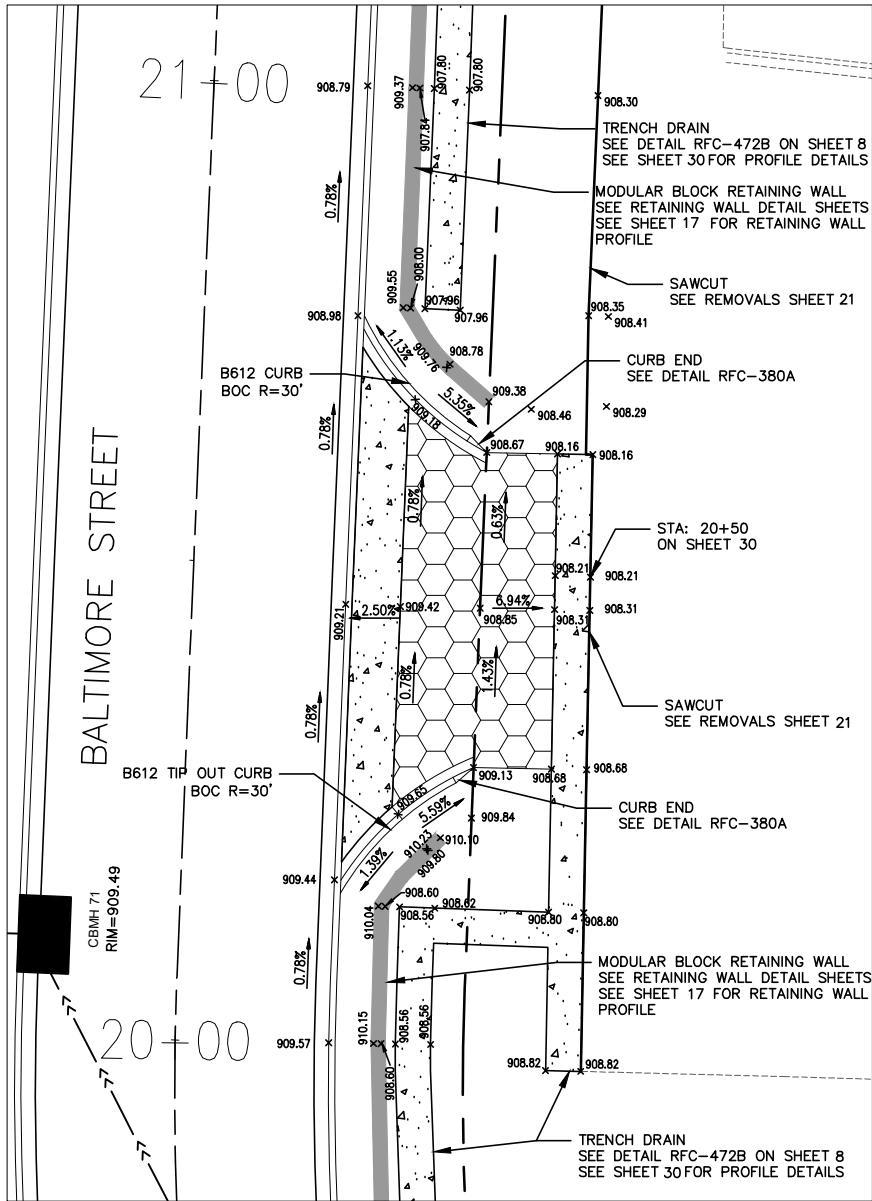 21+00
908.79
909.37
907.84
907.80
907.80
908.30
TRENCH DRAIN
SEE DETAIL RFC-472B ON SHEET 8
SEE SHEET 30 FOR PROFILE DETAILS
0.78%
MODULAR BLOCK RETAINING WALL
SEE RETAINING WALL DETAIL SHEETS
SEE SHEET 17 FOR RETAINING WALL
PROFILE
909.55
908.00
907.96
907.96
SAWCUT
SEE REMOVALS SHEET 21
908.98
908.35
908.41
1.13%
909.76
908.78
B612 CURB
BOC R=30'
CURB END
SEE DETAIL RFC-380A
5.35%
909.38
908.46
908.29
909.18
0.78%
908.67
908.16
908.16
0.78%
0.63%
BALTIMORE STREET
STA: 20+50
ON SHEET 30
908.21
908.21
909.21
2.50%
909.42
6.94%
908.85
908.31
908.31
0.78%
0.78%
1.43%
SAWCUT
SEE REMOVALS SHEET 21
B612 TIP OUT CURB
BOC R=30'
909.13
908.68
908.68
909.65
5.59%
CURB END
SEE DETAIL RFC-380A
909.84
910.23
910.10
909.80
1.39%
909.44
CBMH 71
RIM=909.49
910.04
908.60
908.56
908.62
908.80
908.80
0.78%
MODULAR BLOCK RETAINING WALL
SEE RETAINING WALL DETAIL SHEETS
SEE SHEET 17 FOR RETAINING WALL
PROFILE
20+00
909.57
910.15
908.60
908.56
908.56
908.82
908.82
TRENCH DRAIN
SEE DETAIL RFC-472B ON SHEET 8
SEE SHEET 30 FOR PROFILE DETAILS